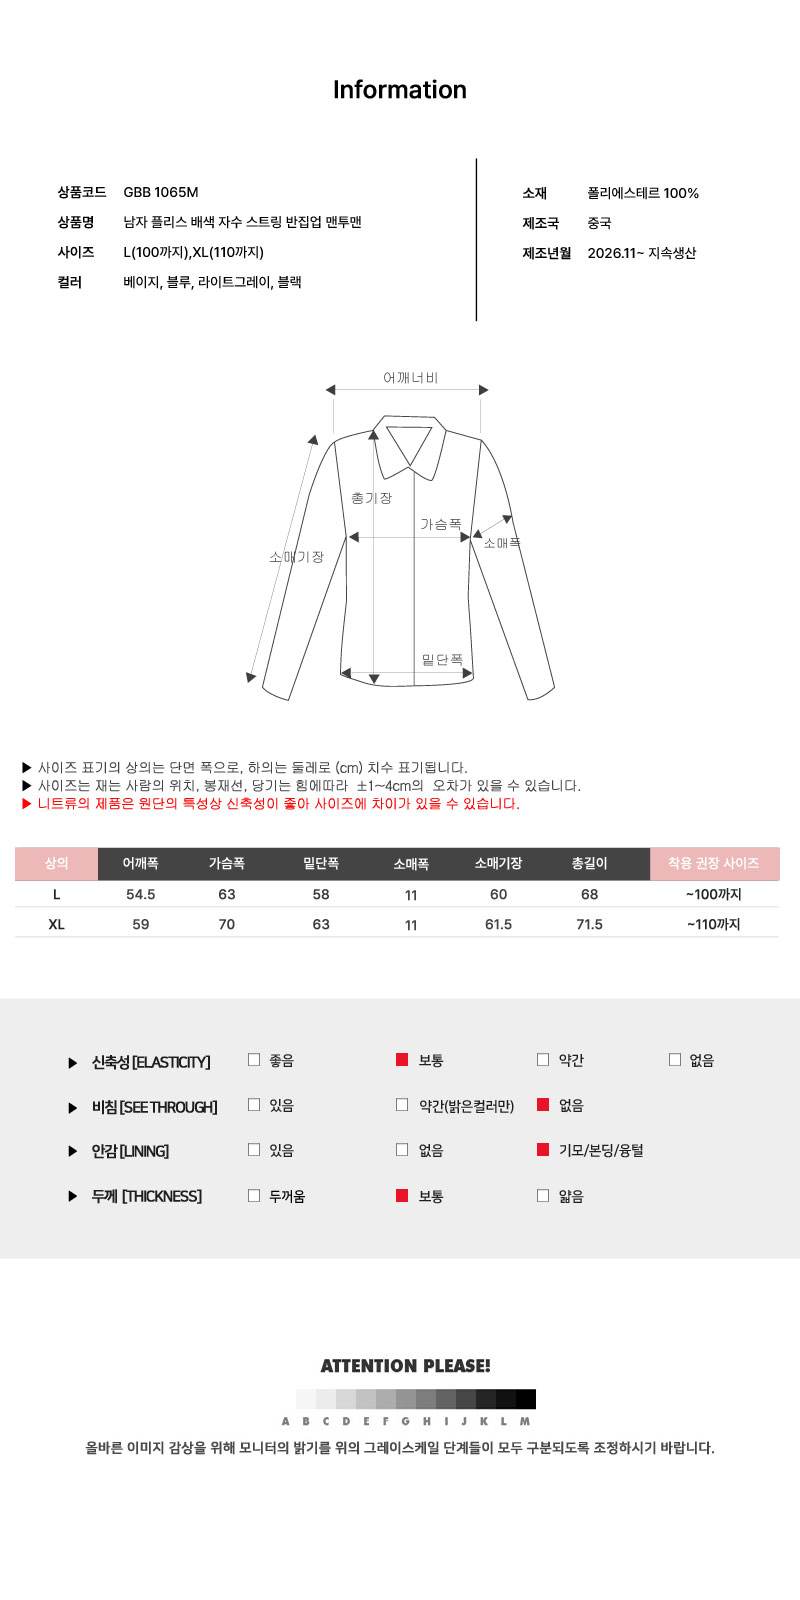 Information
상품코드 GBB 1065M
상품명 남자 플리스 배색 자수 스트링 반집업 맨투맨
사이즈 L(100까지),XL(110까지)
컬러 베이지, 블루, 라이트그레이, 블랙
소재 폴리에스테르 100%
제조국 중국
제조년월 2026.11~ 지속생산
어깨너비
총기장
가슴폭
소매폭
소매기장
밑단폭
▶ 사이즈 표기의 상의는 단면 폭으로, 하의는 둘레로 (cm) 치수 표기됩니다.
▶ 사이즈는 재는 사람의 위치, 봉재선, 당기는 힘에따라 ±1~4cm의 오차가 있을 수 있습니다.
▶ 니트류의 제품은 원단의 특성상 신축성이 좋아 사이즈에 차이가 있을 수 있습니다.
상의 어깨폭 가슴폭 밑단폭 소매폭 소매기장 총길이 착용 권장 사이즈
L 54.5 63 58 11 60 68 ~100까지
XL 59 70 63 11 61.5 71.5 ~110까지
▶ 신축성 [ELASTICITY] 좋음 보통 약간 없음
▶ 비침 [SEE THROUGH] 있음 약간(밝은컬러만) 없음
▶ 안감 [LINING] 있음 없음 기모/본딩/융털
▶ 두께 [THICKNESS] 두꺼움 보통 얇음
ATTENTION PLEASE!
A B C D E F G H I J K L M
올바른 이미지 감상을 위해 모니터의 밝기를 위의 그레이스케일 단계들이 모두 구분되도록 조정하시기 바랍니다.